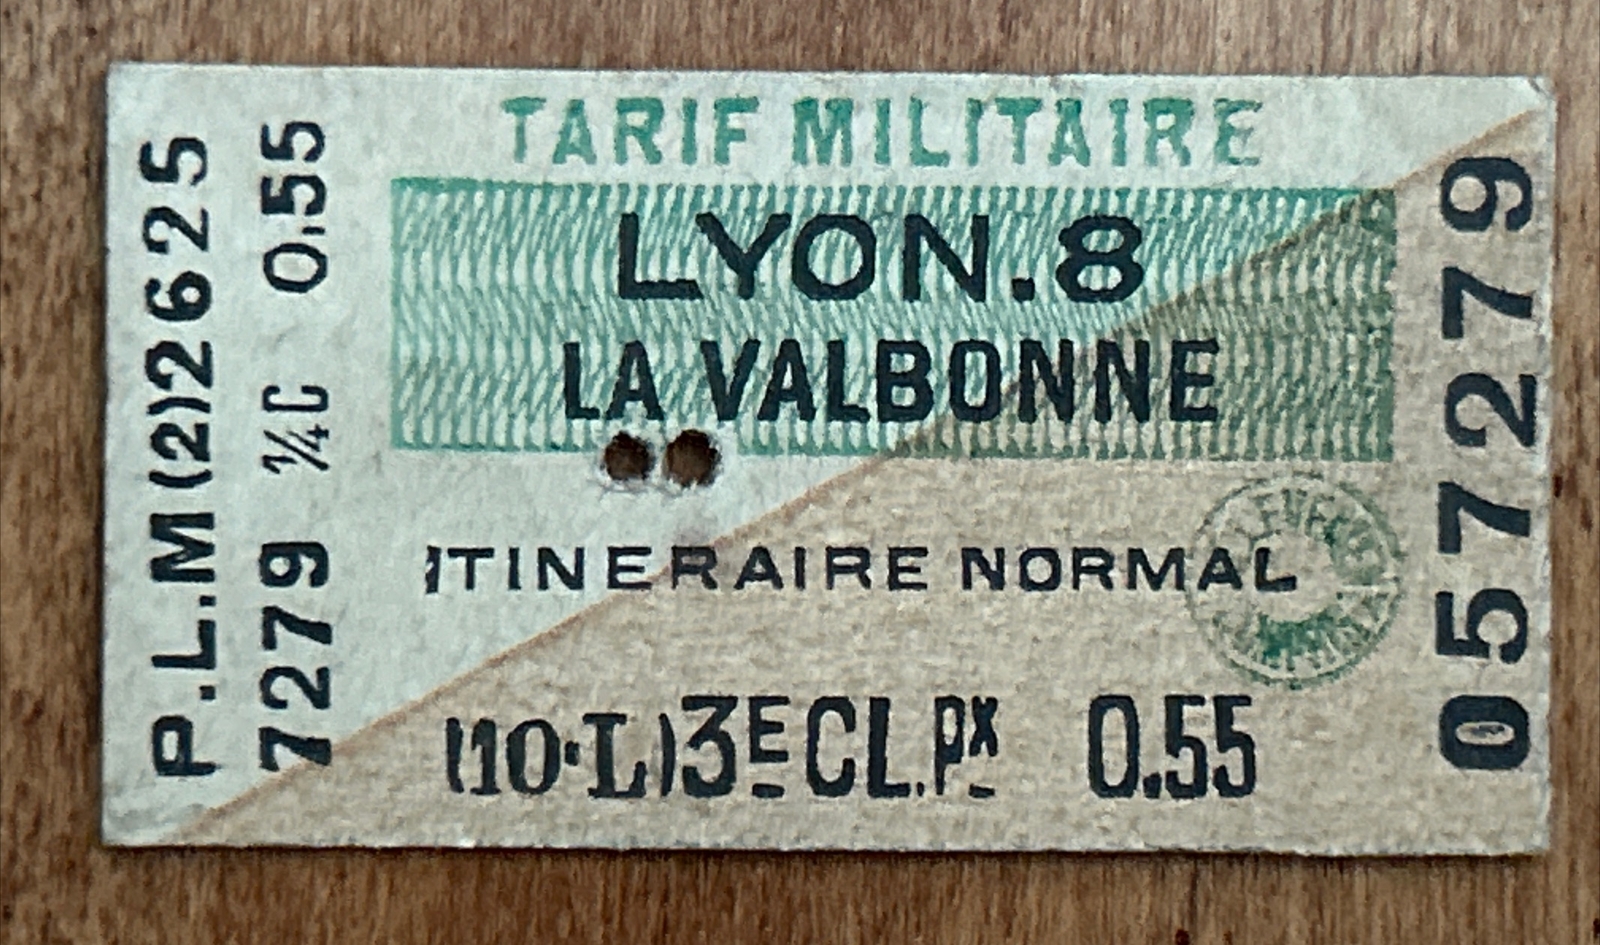 TARIF MILITAIRE
LYON.8
LA VALBONNE
ITINERAIRE NORMAL
(10·L)3E CL.PX 0.55
P.L.M(2)2625
7279 ¼C 0.55
057279